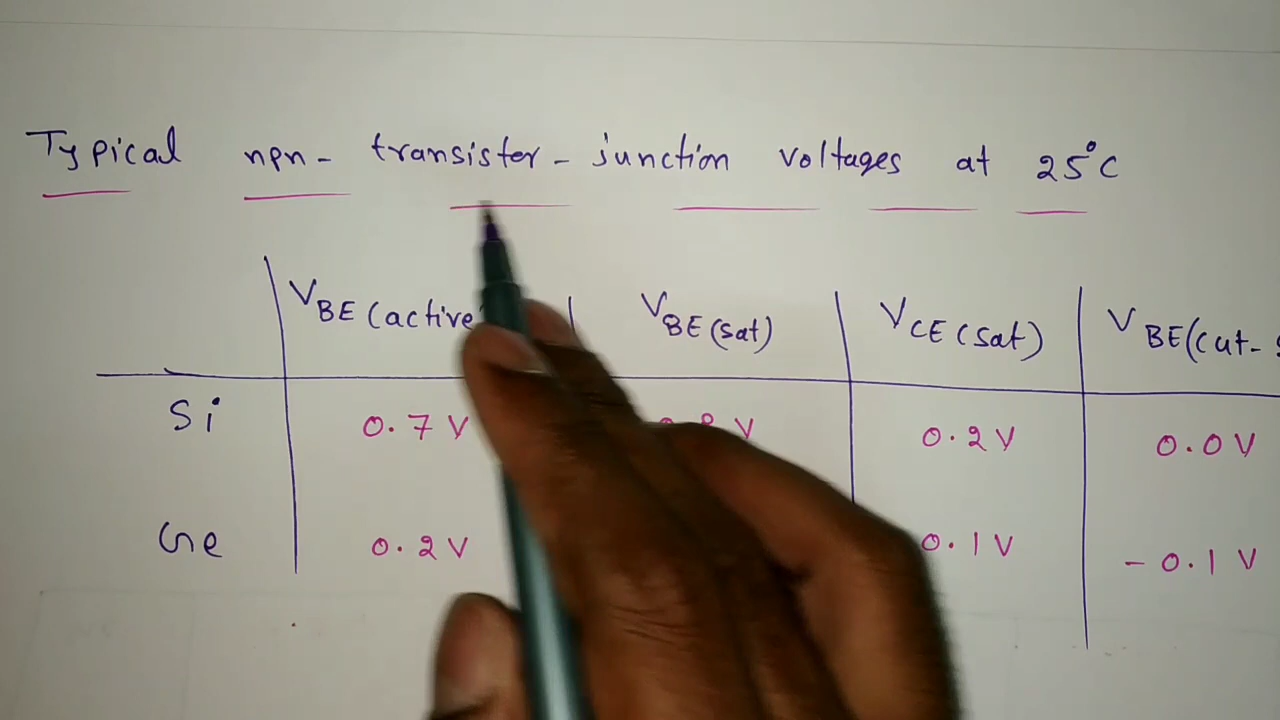 Typical npn - transistor - junction voltages at 25°C
VBE (active VBE (sat) VCE (sat) VBE (cut-
Si 0.7 V V 0.2 V 0.0 V
Ge 0.2 V 0.1 V - 0.1 V